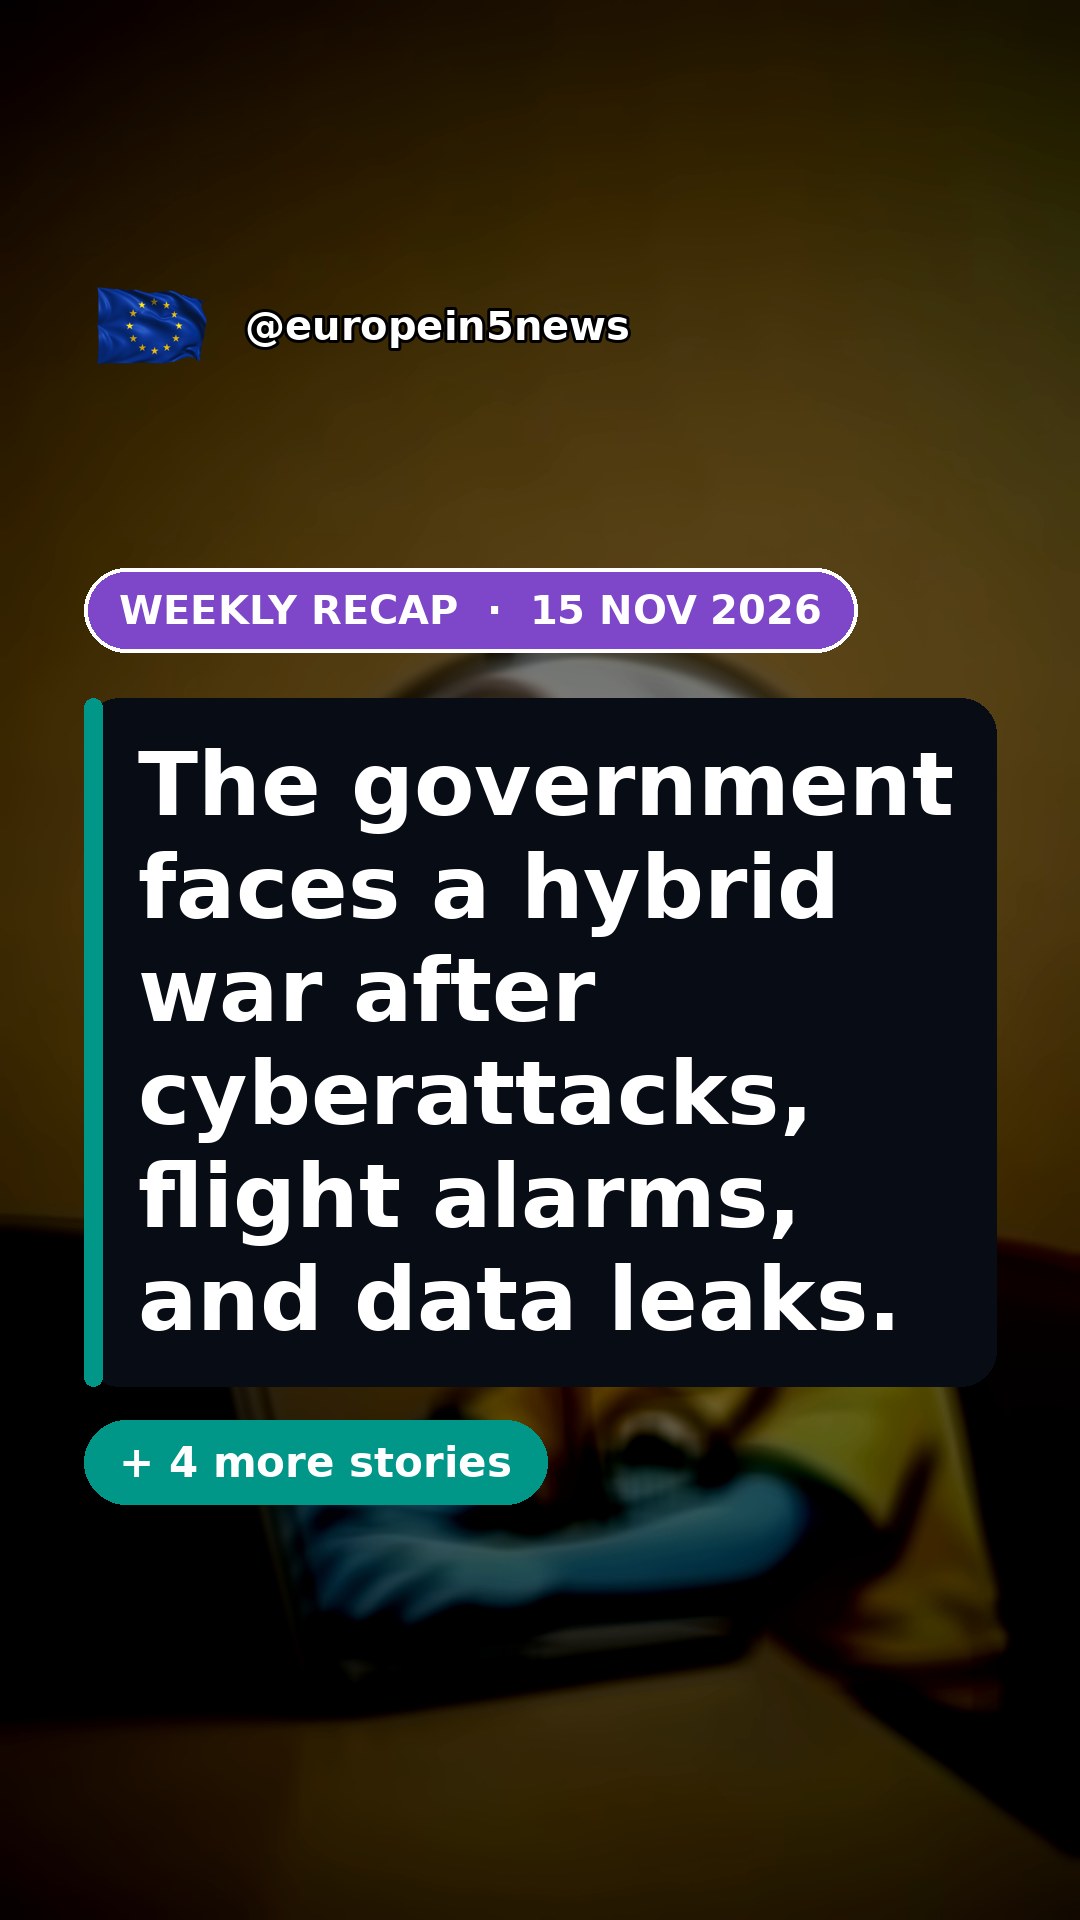 @europein5news
WEEKLY RECAP · 15 NOV 2026
The government
faces a hybrid
war after
cyberattacks,
flight alarms,
and data leaks.
+ 4 more stories